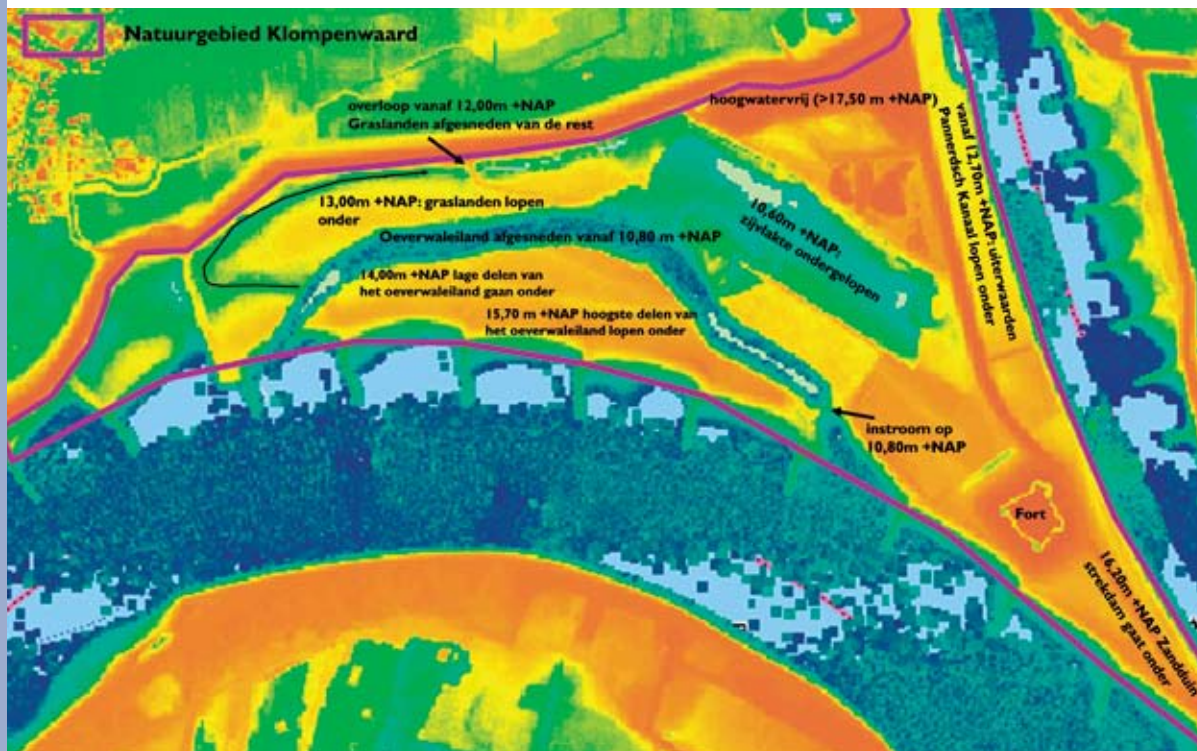 Natuurgebied Klompenwaard
overloop vanaf 12,00m +NAP
Graslanden afgesneden van de rest
hoogwatervrij (>17,50 m +NAP)
vanaf 12,70m +NAP: uiterwaarden
Pannerdsch Kanaal lopen onder
13,00m +NAP: graslanden lopen
onder
10,60m +NAP:
zijvlakte ondergelopen
Oeverwaleiland afgesneden vanaf 10,80 m +NAP
14,00m +NAP lage delen van
het oeverwaleiland gaan onder
15,70 m +NAP hoogste delen van
het oeverwaleiland lopen onder
instroom op
10,80m +NAP
Fort
16,20m +NAP Zandduin
strekdam gaat onder